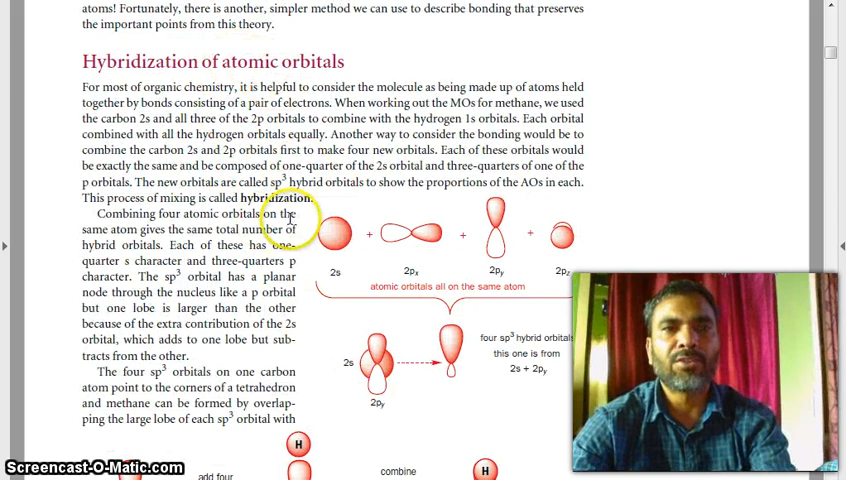 atoms! Fortunately, there is another, simpler method we can use to describe bonding that preserves
the important points from this theory.
Hybridization of atomic orbitals
For most of organic chemistry, it is helpful to consider the molecule as being made up of atoms held
together by bonds consisting of a pair of electrons. When working out the MOs for methane, we used
the carbon 2s and all three of the 2p orbitals to combine with the hydrogen 1s orbitals. Each orbital
combined with all the hydrogen orbitals equally. Another way to consider the bonding would be to
combine the carbon 2s and 2p orbitals first to make four new orbitals. Each of these orbitals would
be exactly the same and be composed of one-quarter of the 2s orbital and three-quarters of one of the
p orbitals. The new orbitals are called sp³ hybrid orbitals to show the proportions of the AOs in each.
This process of mixing is called hybridization.
Combining four atomic orbitals on the
same atom gives the same total number of
hybrid orbitals. Each of these has one-
quarter s character and three-quarters p
character. The sp³ orbital has a planar
node through the nucleus like a p orbital
but one lobe is larger than the other
because of the extra contribution of the 2s
orbital, which adds to one lobe but sub-
tracts from the other.
The four sp³ orbitals on one carbon
atom point to the corners of a tetrahedron
and methane can be formed by overlap-
ping the large lobe of each sp³ orbital with
+ + +
2s 2pₓ 2pᵧ 2p₂
atomic orbitals all on the same atom
2s
2pᵧ
four sp³ hybrid orbitals
this one is from
2s + 2pᵧ
H
H
add four
combine
Screencast-O-Matic.com